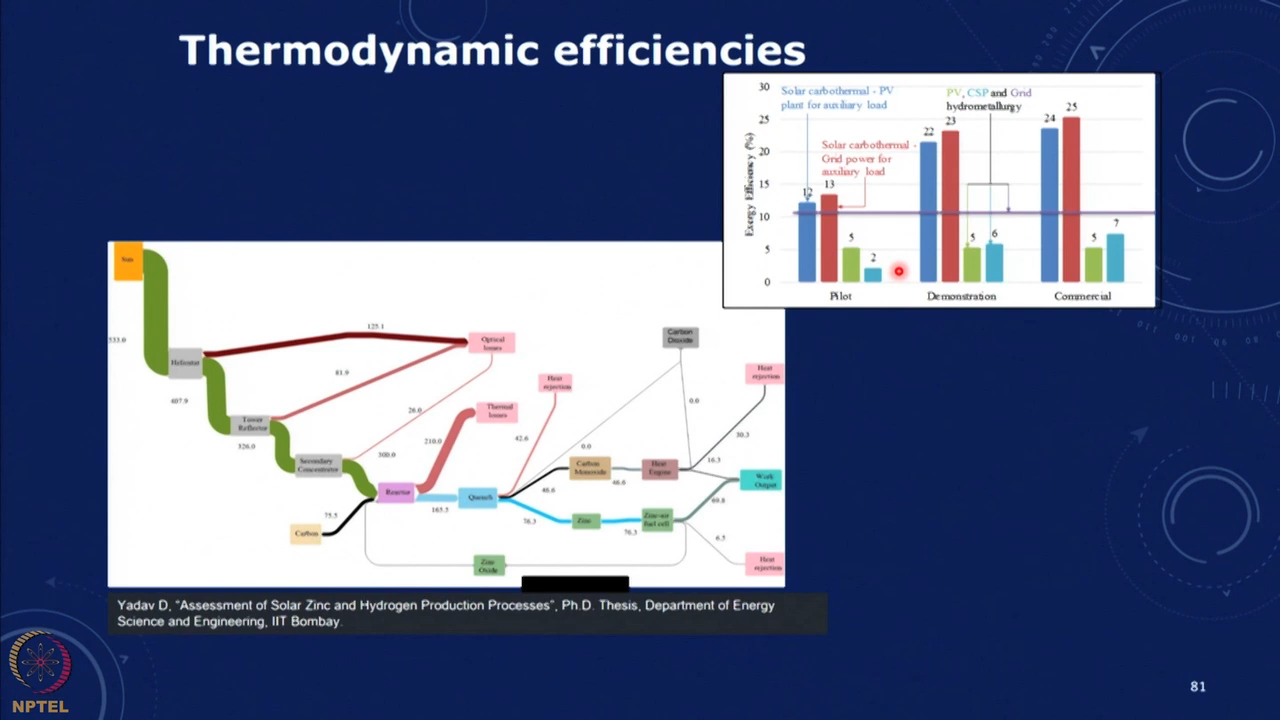 Thermodynamic efficiencies
30
25
20
15
10
5
0
Exergy Efficiency (%)
Solar carbothermal - PV
plant for auxiliary load
Solar carbothermal -
Grid power for
auxiliary load
PV, CSP and Grid
hydrometallurgy
12
13
5
2
22
23
5
6
24
25
5
7
Pilot
Demonstration
Commercial
Sun
533.0
Heliostat
125.1
Optical
losses
407.9
81.9
Tower
Reflector
326.0
26.0
Secondary
Concentrator
300.0
Thermal
losses
210.0
Heat
rejection
42.6
Carbon
Dioxide
0.0
0.0
Heat
rejection
30.3
Reactor
165.5
Quench
Carbon
75.5
48.6
Carbon
Monoxide
46.6
Heat
Engine
16.3
Work
Output
76.3
Zinc
76.3
Zinc-air
fuel cell
69.8
6.5
Heat
rejection
Zinc
Oxide
Yadav D, "Assessment of Solar Zinc and Hydrogen Production Processes", Ph.D. Thesis, Department of Energy
Science and Engineering, IIT Bombay.
NPTEL
81